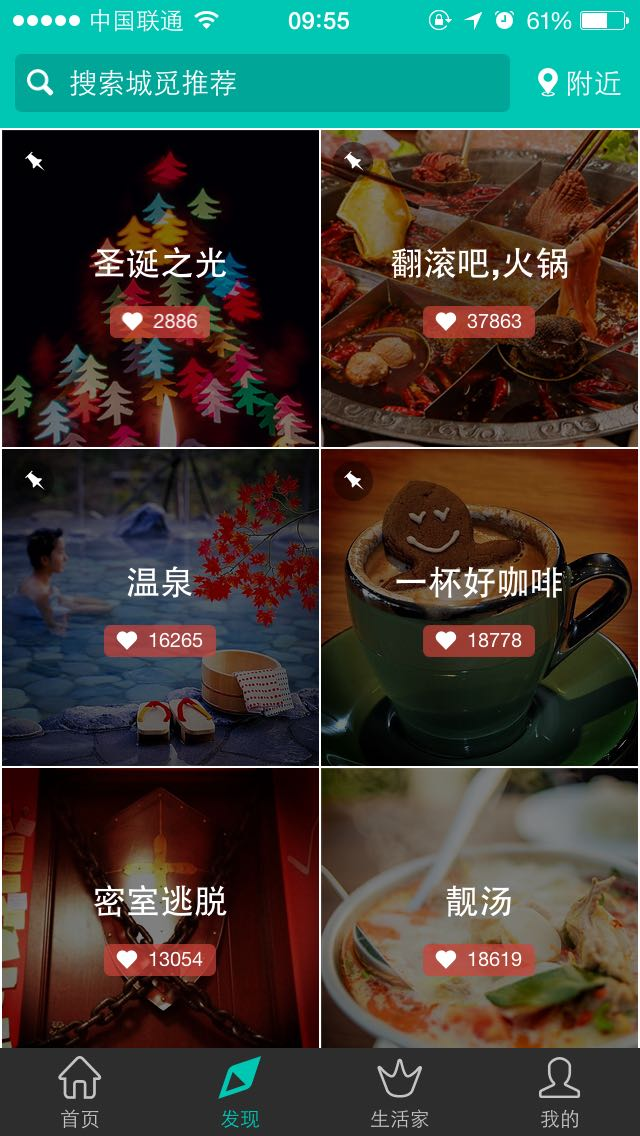 中国联通 09:55 61%
搜索城觅推荐 附近
圣诞之光
2886
翻滚吧,火锅
37863
温泉
16265
一杯好咖啡
18778
密室逃脱
13054
靓汤
18619
首页 发现 生活家 我的